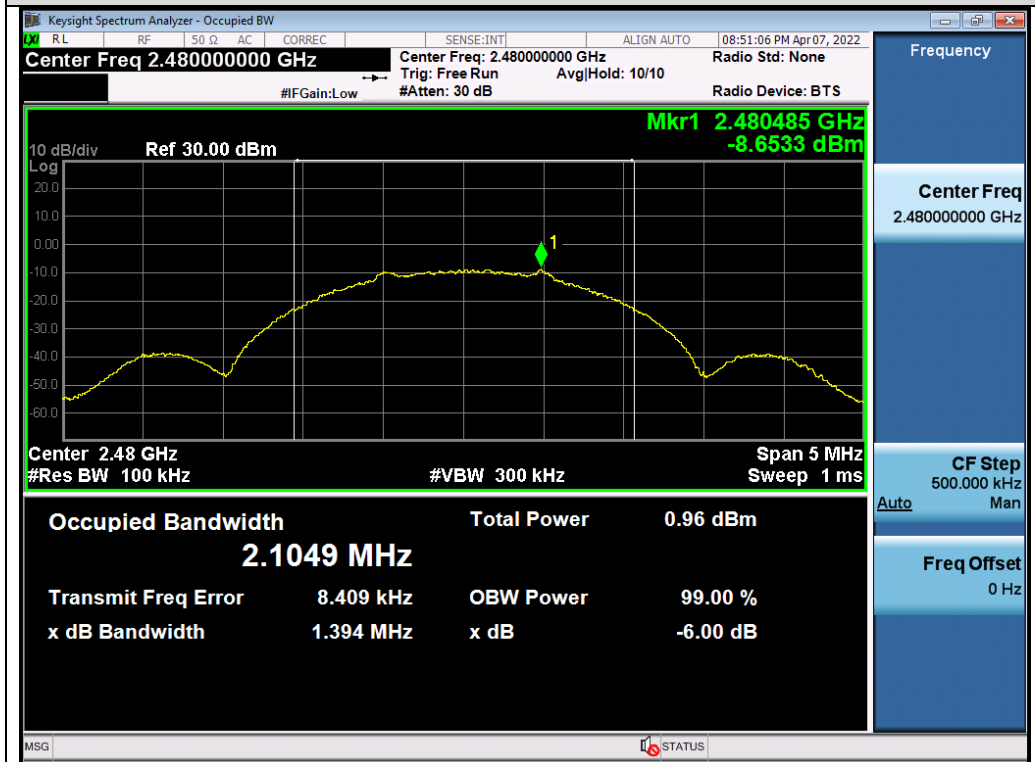 Keysight Spectrum Analyzer - Occupied BW
LXI RL RF 50 Ω AC CORREC SENSE:INT ALIGN AUTO 08:51:06 PM Apr 07, 2022
Center Freq 2.480000000 GHz
Center Freq: 2.480000000 GHz Radio Std: None
Trig: Free Run Avg|Hold: 10/10
#IFGain:Low #Atten: 30 dB Radio Device: BTS
Mkr1 2.480485 GHz
-8.6533 dBm
10 dB/div Ref 30.00 dBm
Log
20.0
10.0
0.00
-10.0
-20.0
-30.0
-40.0
-50.0
-60.0
1
Center 2.48 GHz Span 5 MHz
#Res BW 100 kHz #VBW 300 kHz Sweep 1 ms
Occupied Bandwidth Total Power 0.96 dBm
2.1049 MHz
Transmit Freq Error 8.409 kHz OBW Power 99.00 %
x dB Bandwidth 1.394 MHz x dB -6.00 dB
Frequency
Center Freq
2.480000000 GHz
CF Step
500.000 kHz
Auto Man
Freq Offset
0 Hz
MSG STATUS